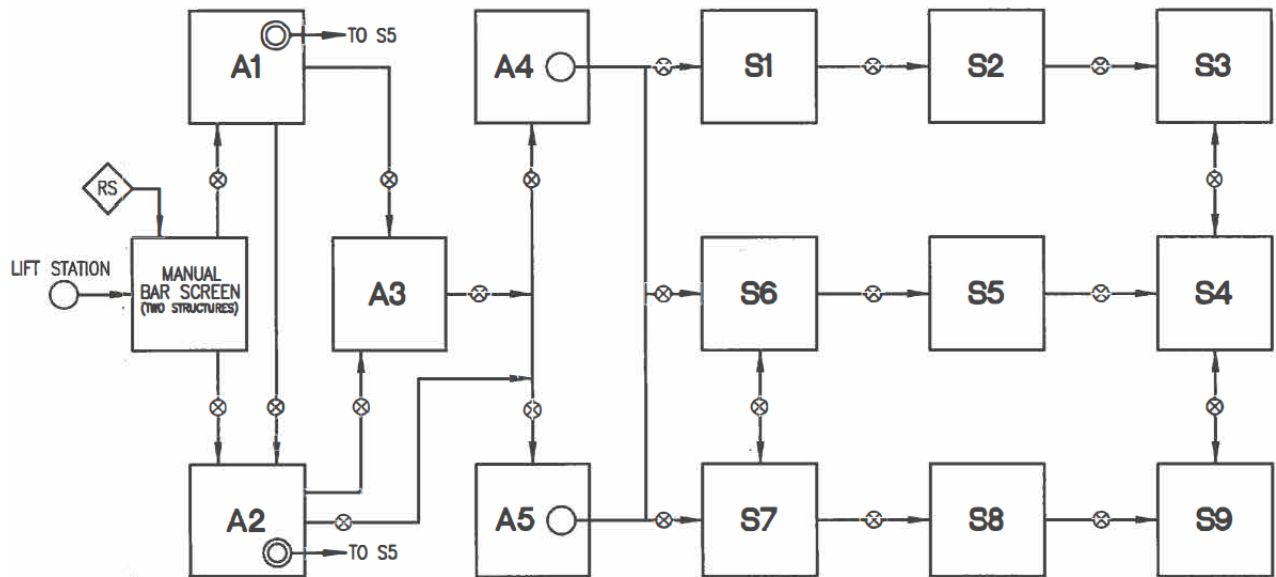 A1
TO S5
A4
S1
S2
S3
RS
LIFT STATION
MANUAL
BAR SCREEN
(TWO STRUCTURES)
A3
S6
S5
S4
A2
TO S5
A5
S7
S8
S9